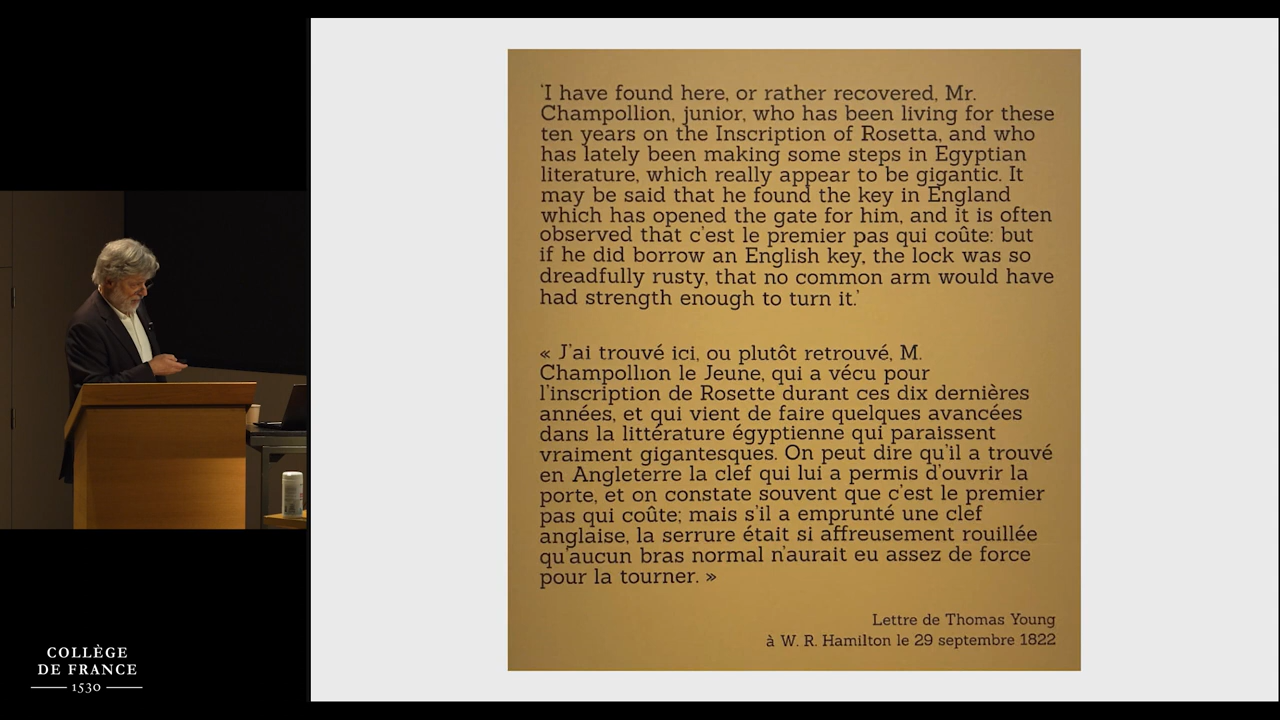 'I have found here, or rather recovered, Mr.
Champollion, junior, who has been living for these
ten years on the Inscription of Rosetta, and who
has lately been making some steps in Egyptian
literature, which really appear to be gigantic. It
may be said that he found the key in England
which has opened the gate for him, and it is often
observed that c'est le premier pas qui coûte: but
if he did borrow an English key, the lock was so
dreadfully rusty, that no common arm would have
had strength enough to turn it.'
« J'ai trouvé ici, ou plutôt retrouvé, M.
Champollion le Jeune, qui a vécu pour
l'inscription de Rosette durant ces dix dernières
années, et qui vient de faire quelques avancées
dans la littérature égyptienne qui paraissent
vraiment gigantesques. On peut dire qu'il a trouvé
en Angleterre la clef qui lui a permis d'ouvrir la
porte, et on constate souvent que c'est le premier
pas qui coûte; mais s'il a emprunté une clef
anglaise, la serrure était si affreusement rouillée
qu'aucun bras normal n'aurait eu assez de force
pour la tourner. »
Lettre de Thomas Young
à W. R. Hamilton le 29 septembre 1822
COLLÈGE
DE FRANCE
1530